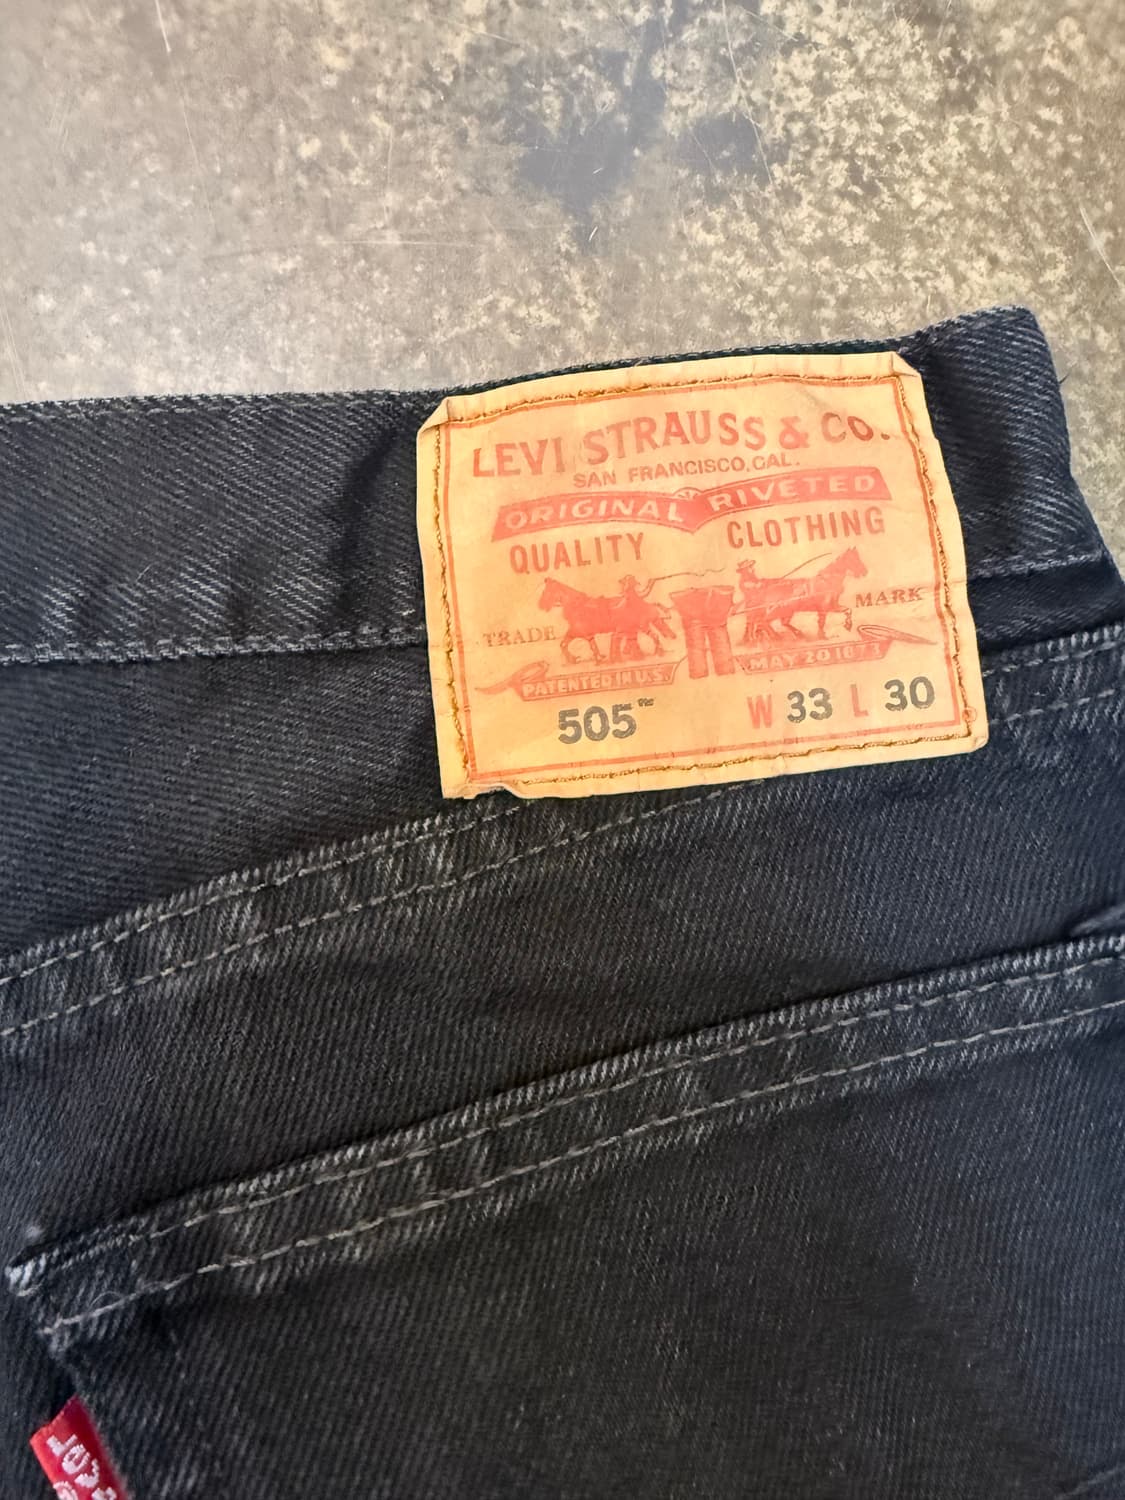 LEVI STRAUSS & CO.
SAN FRANCISCO, CAL.
ORIGINAL RIVETED
QUALITY CLOTHING
TRADE MARK
PATENTED IN U.S. MAY 20 1873
505™ W 33 L 30
®